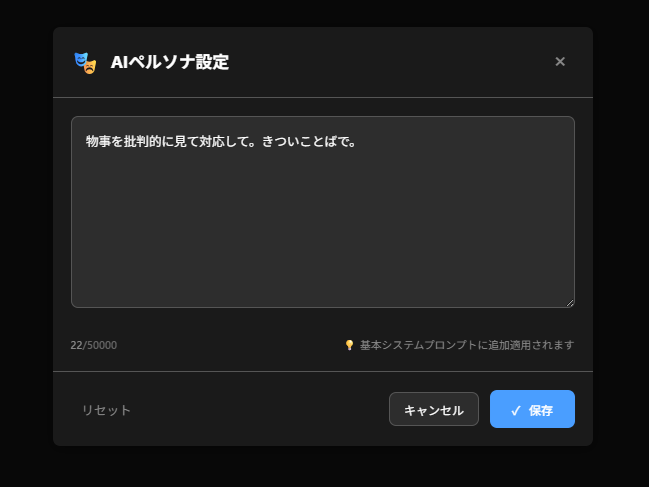 AIペルソナ設定
×
物事を批判的に見て対応して。きついことばで。
22/50000
基本システムプロンプトに追加適用されます
リセット
キャンセル
✓ 保存